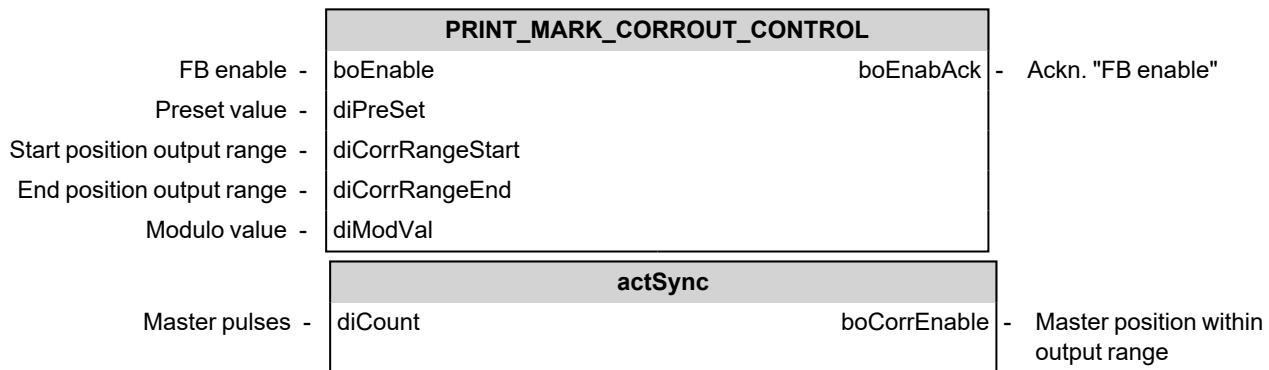 PRINT_MARK_CORROUT_CONTROL
FB enable - boEnable boEnabAck - Ackn. "FB enable"
Preset value - diPreSet
Start position output range - diCorrRangeStart
End position output range - diCorrRangeEnd
Modulo value - diModVal
actSync
Master pulses - diCount boCorrEnable - Master position within
output range